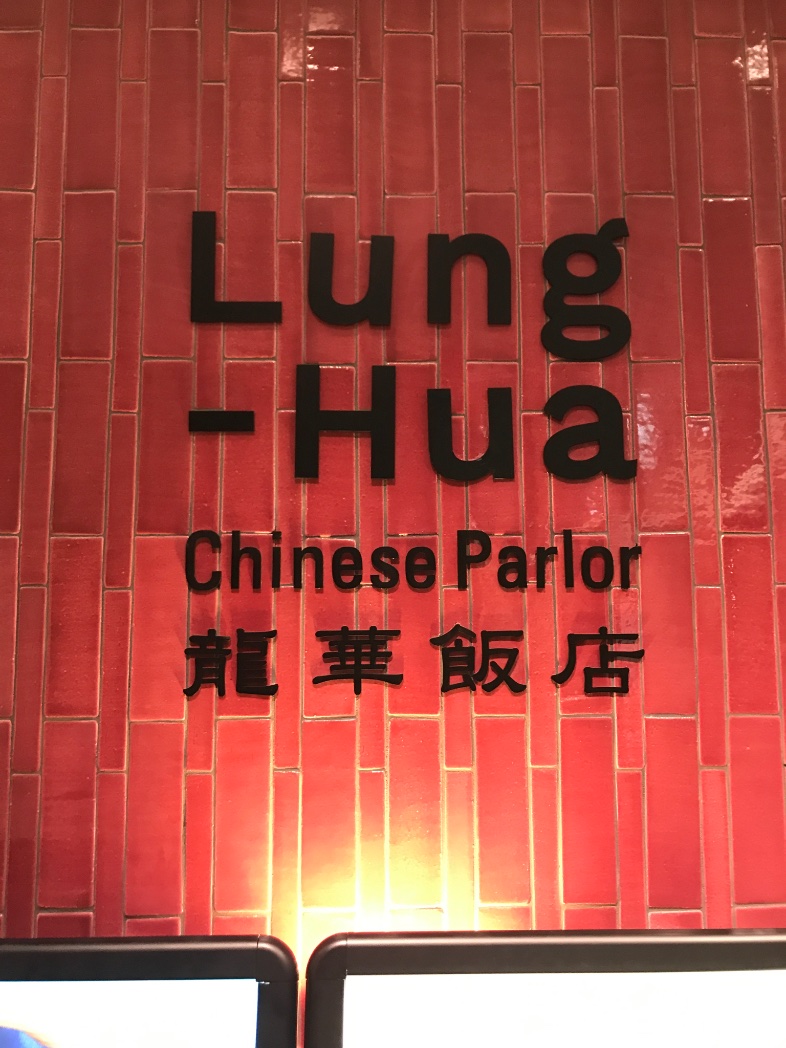 Lung
-Hua
Chinese Parlor
龍華飯店